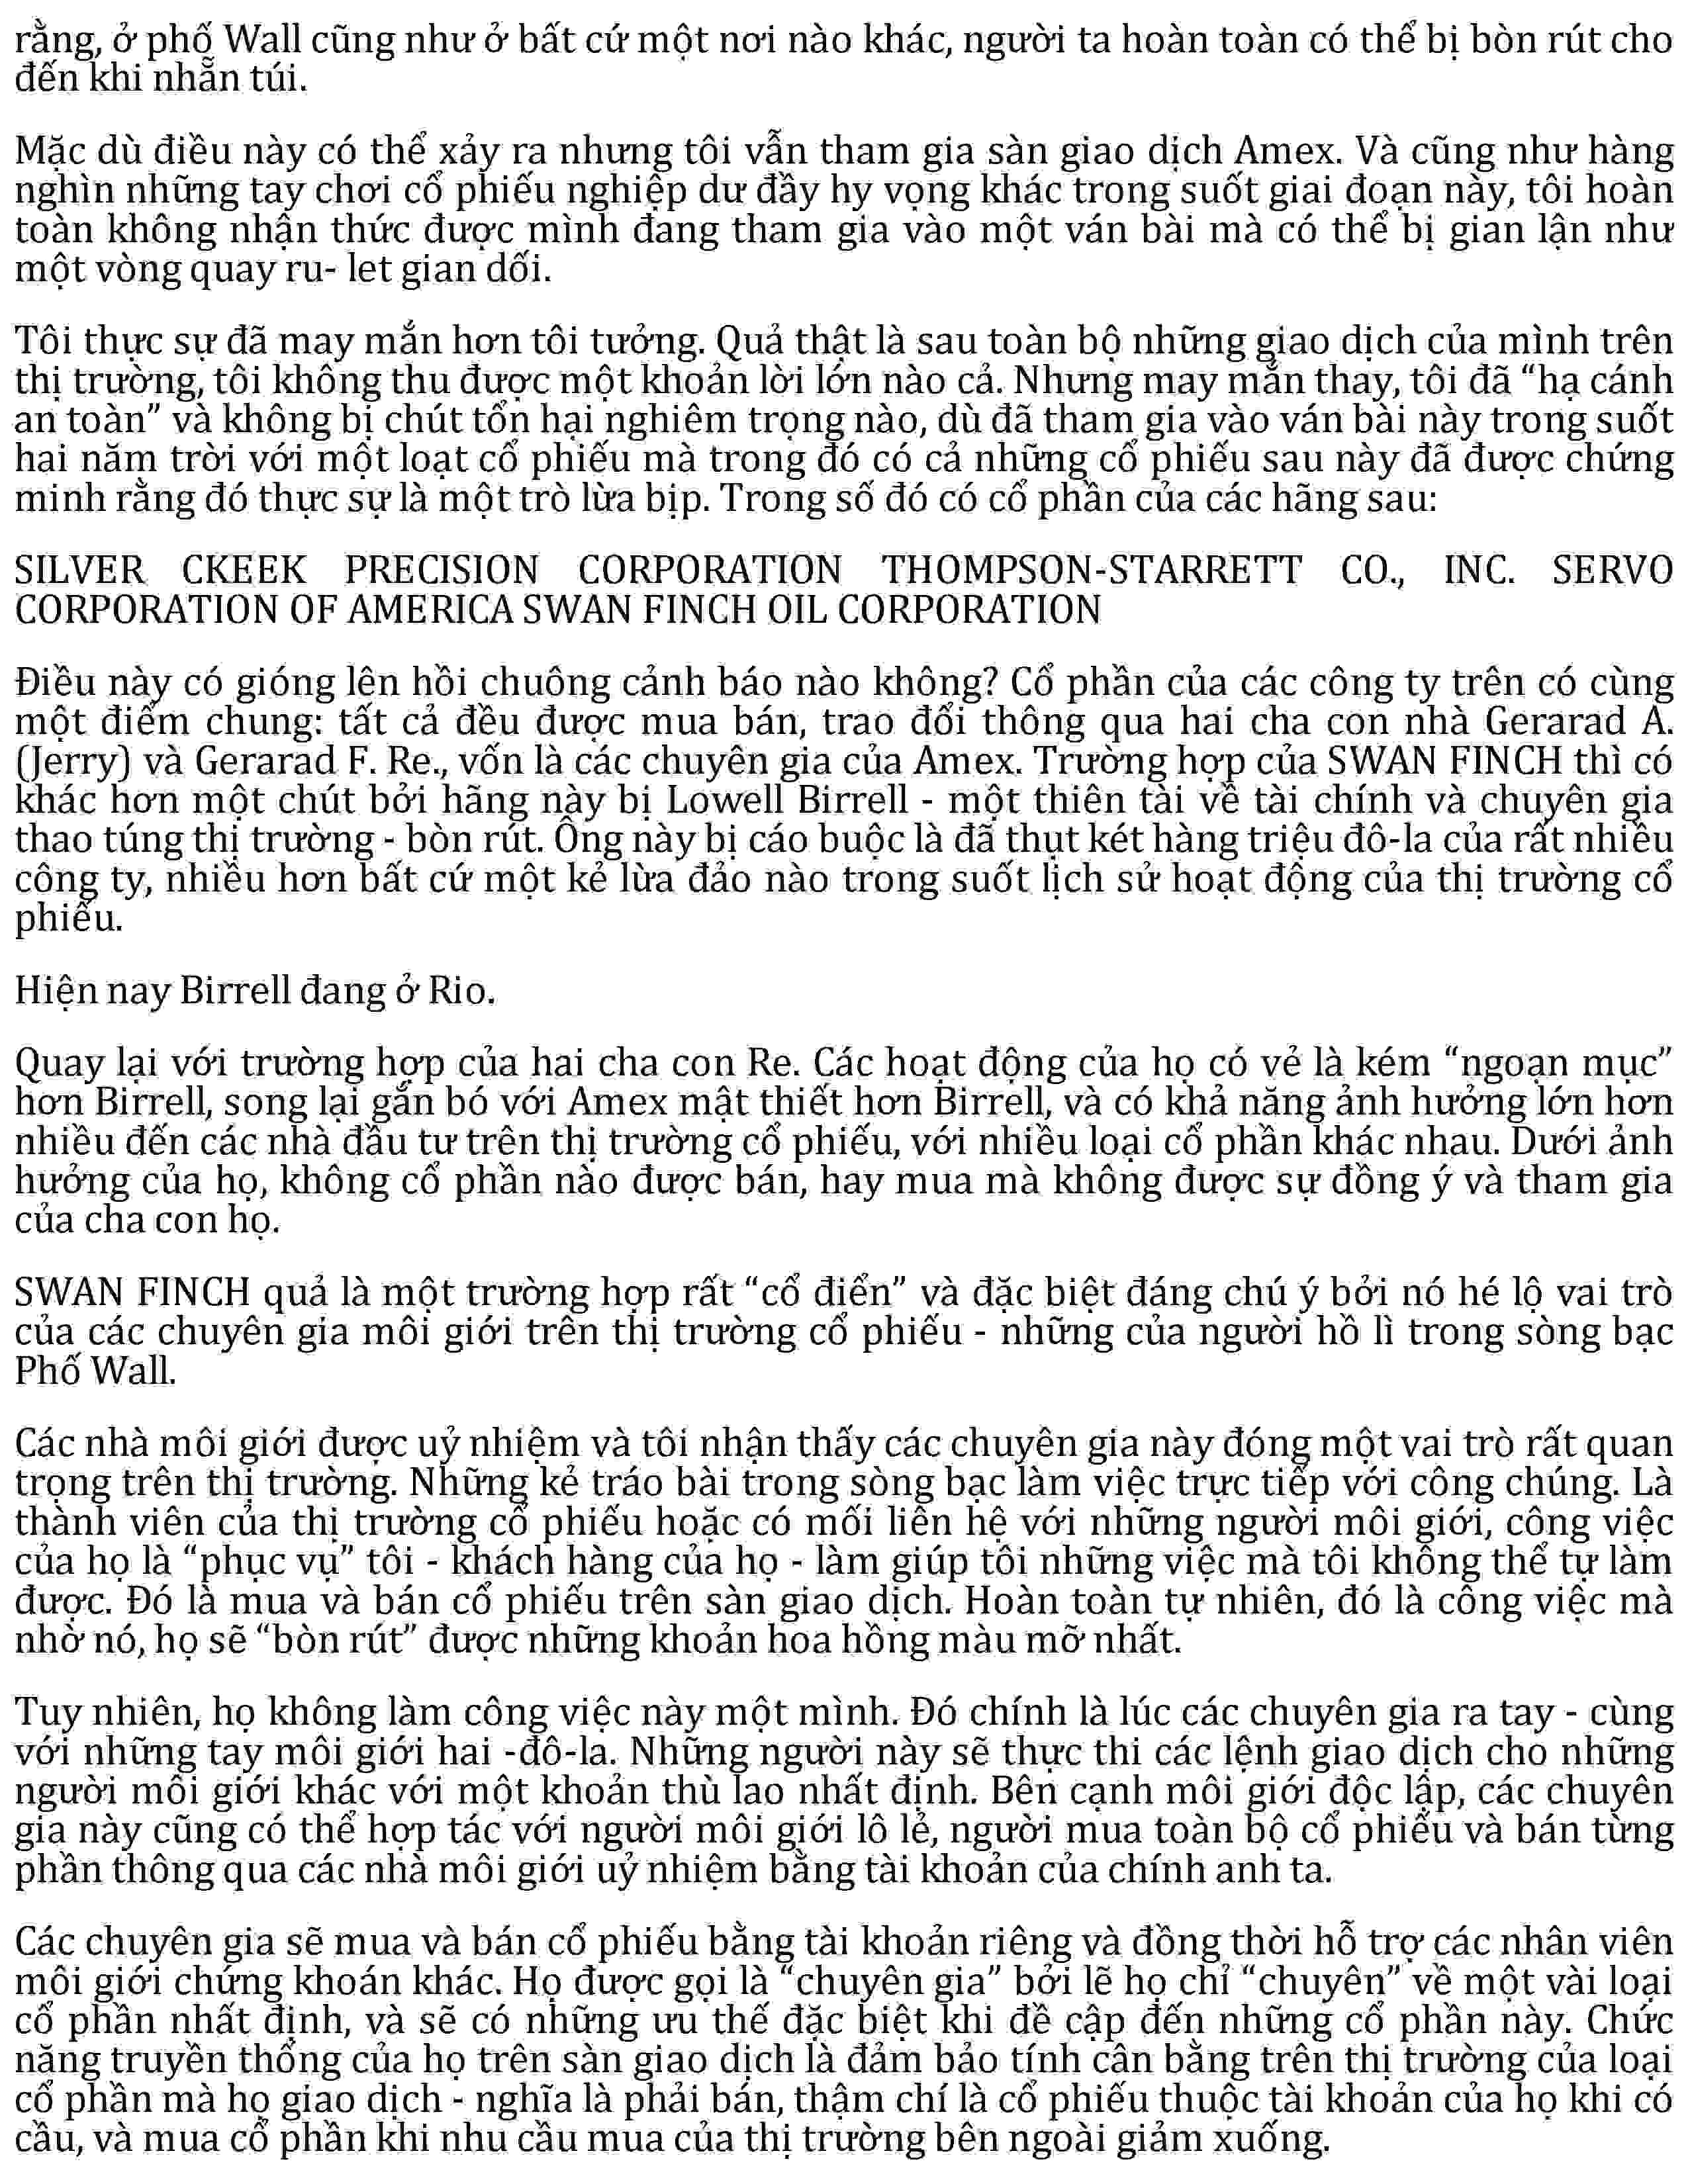 rằng, ở phố Wall cũng như ở bất cứ một nơi nào khác, người ta hoàn toàn có thể bị bòn rút cho
đến khi nhẵn túi.
Mặc dù điều này có thể xảy ra nhưng tôi vẫn tham gia sàn giao dịch Amex. Và cũng như hàng
nghìn những tay chơi cổ phiếu nghiệp dư đầy hy vọng khác trong suốt giai đoạn này, tôi hoàn
toàn không nhận thức được mình đang tham gia vào một ván bài mà có thể bị gian lận như
một vòng quay ru- let gian dối.
Tôi thực sự đã may mắn hơn tôi tưởng. Quả thật là sau toàn bộ những giao dịch của mình trên
thị trường, tôi không thu được một khoản lời lớn nào cả. Nhưng may mắn thay, tôi đã “hạ cánh
an toàn” và không bị chút tổn hại nghiêm trọng nào, dù đã tham gia vào ván bài này trong suốt
hai năm trời với một loạt cổ phiếu mà trong đó có cả những cổ phiếu sau này đã được chứng
minh rằng đó thực sự là một trò lừa bịp. Trong số đó có cổ phần của các hãng sau:
SILVER CKEEK PRECISION CORPORATION THOMPSON-STARRETT CO., INC. SERVO
CORPORATION OF AMERICA SWAN FINCH OIL CORPORATION
Điều này có gióng lên hồi chuông cảnh báo nào không? Cổ phần của các công ty trên có cùng
một điểm chung: tất cả đều được mua bán, trao đổi thông qua hai cha con nhà Gerarad A.
(Jerry) và Gerarad F. Re., vốn là các chuyên gia của Amex. Trường hợp của SWAN FINCH thì có
khác hơn một chút bởi hãng này bị Lowell Birrell - một thiên tài về tài chính và chuyên gia
thao túng thị trường - bòn rút. Ông này bị cáo buộc là đã thụt két hàng triệu đô-la của rất nhiều
công ty, nhiều hơn bất cứ một kẻ lừa đảo nào trong suốt lịch sử hoạt động của thị trường cổ
phiếu.
Hiện nay Birrell đang ở Rio.
Quay lại với trường hợp của hai cha con Re. Các hoạt động của họ có vẻ là kém “ngoạn mục”
hơn Birrell, song lại gắn bó với Amex mật thiết hơn Birrell, và có khả năng ảnh hưởng lớn hơn
nhiều đến các nhà đầu tư trên thị trường cổ phiếu, với nhiều loại cổ phần khác nhau. Dưới ảnh
hưởng của họ, không cổ phần nào được bán, hay mua mà không được sự đồng ý và tham gia
của cha con họ.
SWAN FINCH quả là một trường hợp rất “cổ điển” và đặc biệt đáng chú ý bởi nó hé lộ vai trò
của các chuyên gia môi giới trên thị trường cổ phiếu - những của người hồ lì trong sòng bạc
Phố Wall.
Các nhà môi giới được uỷ nhiệm và tôi nhận thấy các chuyên gia này đóng một vai trò rất quan
trọng trên thị trường. Những kẻ tráo bài trong sòng bạc làm việc trực tiếp với công chúng. Là
thành viên của thị trường cổ phiếu hoặc có mối liên hệ với những người môi giới, công việc
của họ là “phục vụ” tôi - khách hàng của họ - làm giúp tôi những việc mà tôi không thể tự làm
được. Đó là mua và bán cổ phiếu trên sàn giao dịch. Hoàn toàn tự nhiên, đó là công việc mà
nhờ nó, họ sẽ “bòn rút” được những khoản hoa hồng màu mỡ nhất.
Tuy nhiên, họ không làm công việc này một mình. Đó chính là lúc các chuyên gia ra tay - cùng
với những tay môi giới hai -đô-la. Những người này sẽ thực thi các lệnh giao dịch cho những
người môi giới khác với một khoản thù lao nhất định. Bên cạnh môi giới độc lập, các chuyên
gia này cũng có thể hợp tác với người môi giới lô lẻ, người mua toàn bộ cổ phiếu và bán từng
phần thông qua các nhà môi giới uỷ nhiệm bằng tài khoản của chính anh ta.
Các chuyên gia sẽ mua và bán cổ phiếu bằng tài khoản riêng và đồng thời hỗ trợ các nhân viên
môi giới chứng khoán khác. Họ được gọi là “chuyên gia” bởi lẽ họ chỉ “chuyên” về một vài loại
cổ phần nhất định, và sẽ có những ưu thế đặc biệt khi đề cập đến những cổ phần này. Chức
năng truyền thống của họ trên sàn giao dịch là đảm bảo tính cân bằng trên thị trường của loại
cổ phần mà họ giao dịch - nghĩa là phải bán, thậm chí là cổ phiếu thuộc tài khoản của họ khi có
cầu, và mua cổ phần khi nhu cầu mua của thị trường bên ngoài giảm xuống.